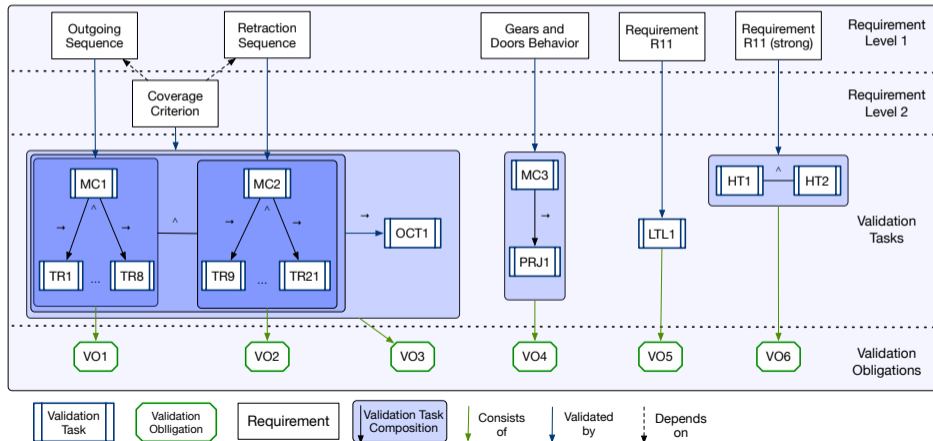 Outgoing
Sequence
Retraction
Sequence
Gears and
Doors Behavior
Requirement
R11
Requirement
R11 (strong)
Requirement
Level 1
Coverage
Criterion
Requirement
Level 2
MC1
^
→
→
TR1
...
TR8
^
MC2
^
→
→
TR9
...
TR21
→
OCT1
MC3
→
PRJ1
LTL1
HT1
^
HT2
Validation
Tasks
VO1
VO2
VO3
VO4
VO5
VO6
Validation
Obligations
Validation
Task
Validation
Oblligation
Requirement
Validation Task
Composition
Consists
of
Validated
by
Depends
on